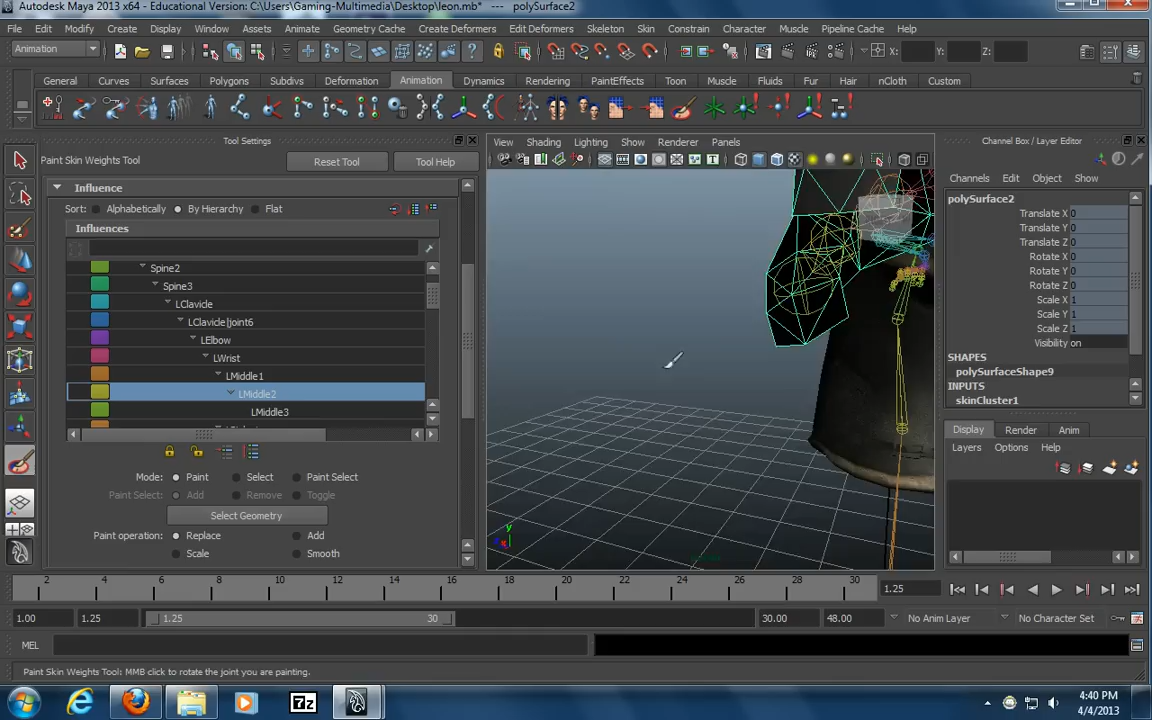 Autodesk Maya 2013 x64 - Educational Version: C:\Users\Gaming-Multimedia\Desktop\leon.mb* --- polySurface2
File Edit Modify Create Display Window Assets Animate Geometry Cache Create Deformers Edit Deformers Skeleton Skin Constrain Character Muscle Pipeline Cache Help
Animation X: Y: Z:
General Curves Surfaces Polygons Subdivs Deformation Animation Dynamics Rendering PaintEffects Toon Muscle Fluids Fur Hair nCloth Custom
Tool Settings
Paint Skin Weights Tool Reset Tool Tool Help
Influence
Sort: Alphabetically By Hierarchy Flat
Influences
Spine2
Spine3
LClavicle
LClavicle|joint6
LElbow
LWrist
LMiddle1
LMiddle2
LMiddle3
Mode: Paint Select Paint Select
Paint Select: Add Remove Toggle
Select Geometry
Paint operation: Replace Add
Scale Smooth
View Shading Lighting Show Renderer Panels
y
Channel Box / Layer Editor
Channels Edit Object Show
polySurface2
Translate X 0
Translate Y 0
Translate Z 0
Rotate X 0
Rotate Y 0
Rotate Z 0
Scale X 1
Scale Y 1
Scale Z 1
Visibility on
SHAPES
polySurfaceShape9
INPUTS
skinCluster1
Display Render Anim
Layers Options Help
2 4 6 8 10 12 14 16 18 20 22 24 26 28 30 1.25
1.00 1.25 1.25 30 30.00 48.00 No Anim Layer No Character Set
MEL
Paint Skin Weights Tool: MMB click to rotate the joint you are painting.
7z
4:40 PM
4/4/2013